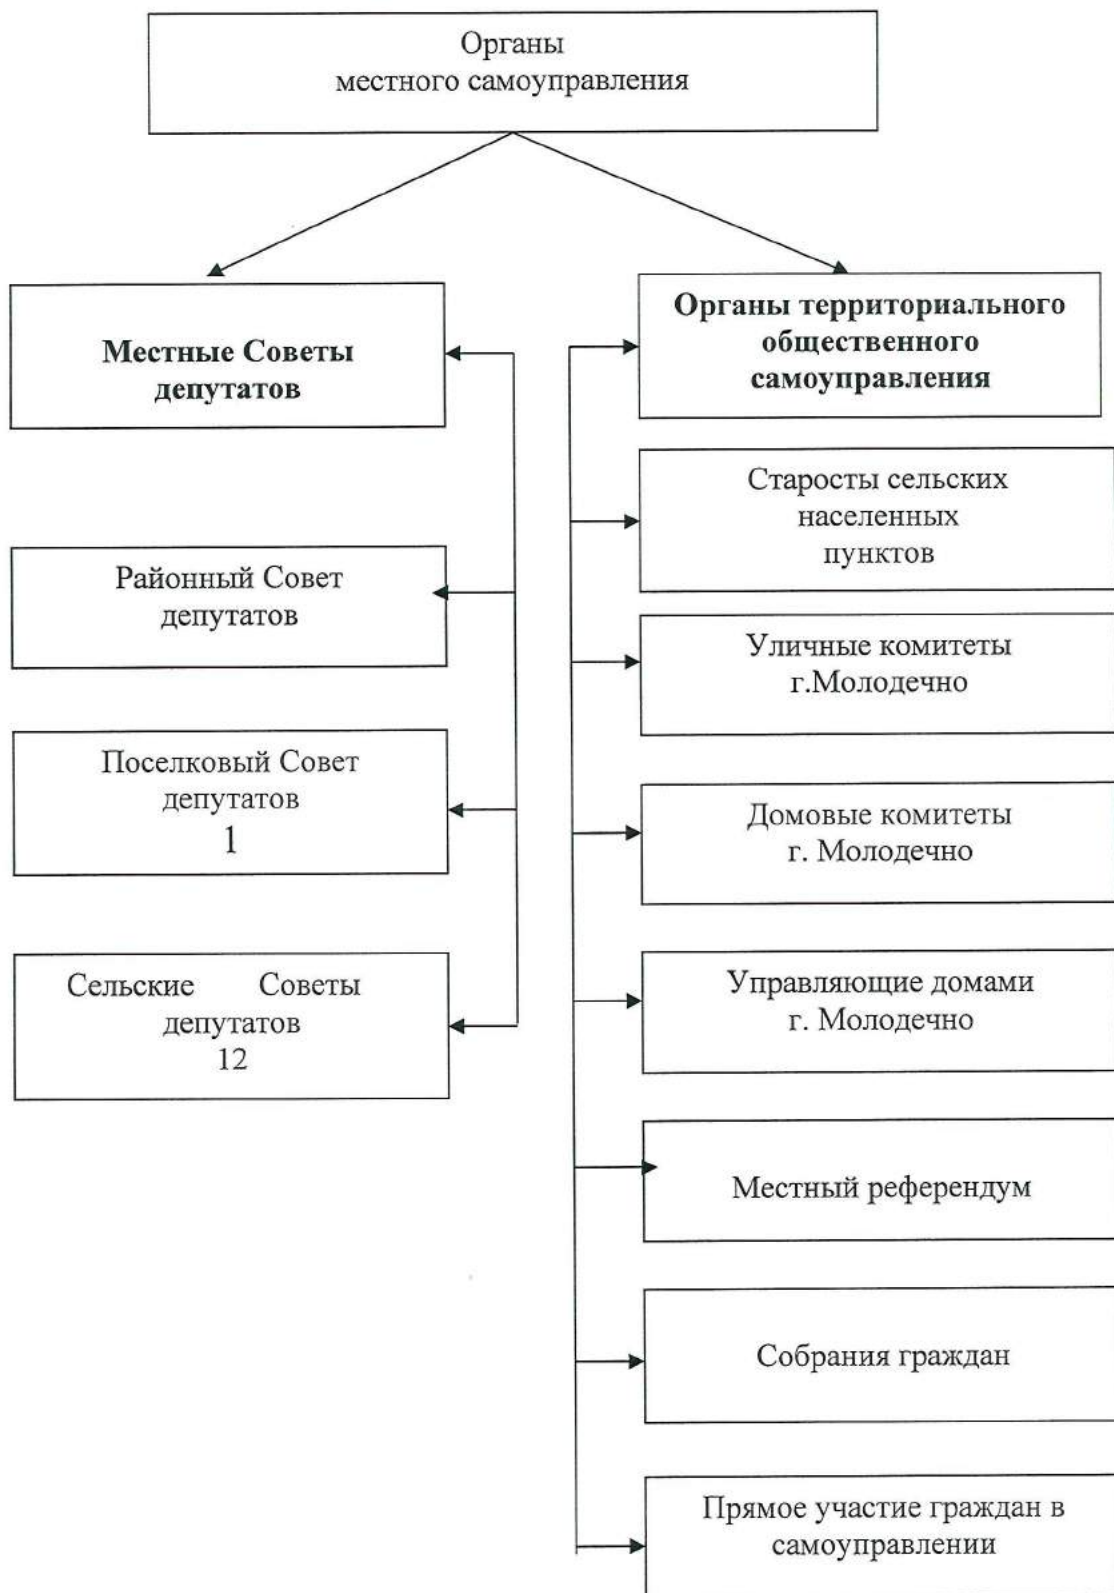 Органы
местного самоуправления
Местные Советы
депутатов
Районный Совет
депутатов
Поселковый Совет
депутатов
1
Сельские Советы
депутатов
12
Органы территориального
общественного
самоуправления
Старосты сельских
населенных
пунктов
Уличные комитеты
г.Молодечно
Домовые комитеты
г. Молодечно
Управляющие домами
г. Молодечно
Местный референдум
Собрания граждан
Прямое участие граждан в
самоуправлении